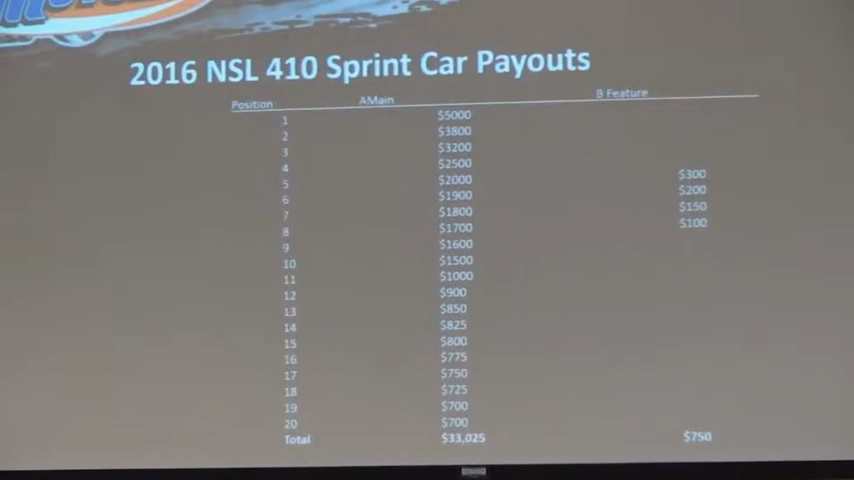 2016 NSL 410 Sprint Car Payouts
Position AMain B Feature
1 $5000
2 $3800
3 $3200
4 $2500
5 $2000 $300
6 $1900 $200
7 $1800 $150
8 $1700 $100
9 $1600
10 $1500
11 $1000
12 $900
13 $850
14 $825
15 $800
16 $775
17 $750
18 $725
19 $700
20 $700
Total $33,025 $750